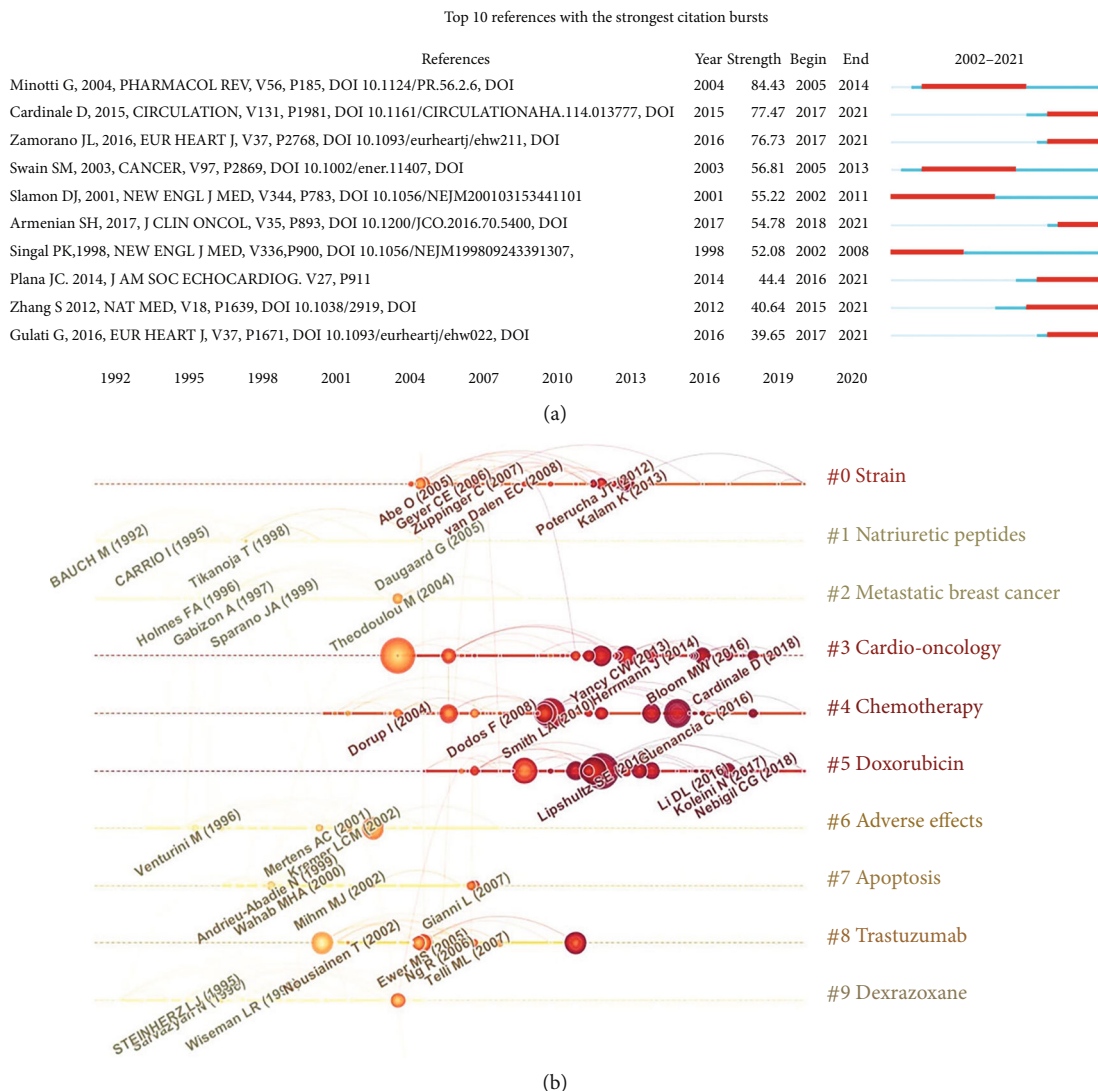 Top 10 references with the strongest citation bursts
References Year Strength Begin End 2002–2021
Minotti G, 2004, PHARMACOL REV, V56, P185, DOI 10.1124/PR.56.2.6, DOI 2004 84.43 2005 2014
Cardinale D, 2015, CIRCULATION, V131, P1981, DOI 10.1161/CIRCULATIONAHA.114.013777, DOI 2015 77.47 2017 2021
Zamorano JL, 2016, EUR HEART J, V37, P2768, DOI 10.1093/eurheartj/ehw211, DOI 2016 76.73 2017 2021
Swain SM, 2003, CANCER, V97, P2869, DOI 10.1002/ener.11407, DOI 2003 56.81 2005 2013
Slamon DJ, 2001, NEW ENGL J MED, V344, P783, DOI 10.1056/NEJM200103153441101 2001 55.22 2002 2011
Armenian SH, 2017, J CLIN ONCOL, V35, P893, DOI 10.1200/JCO.2016.70.5400, DOI 2017 54.78 2018 2021
Singal PK,1998, NEW ENGL J MED, V336,P900, DOI 10.1056/NEJM199809243391307, 1998 52.08 2002 2008
Plana JC. 2014, J AM SOC ECHOCARDIOG. V27, P911 2014 44.4 2016 2021
Zhang S 2012, NAT MED, V18, P1639, DOI 10.1038/2919, DOI 2012 40.64 2015 2021
Gulati G, 2016, EUR HEART J, V37, P1671, DOI 10.1093/eurheartj/ehw022, DOI 2016 39.65 2017 2021
1992 1995 1998 2001 2004 2007 2010 2013 2016 2019 2020
(a)
Abe O (2005)
Geyer CE (2006)
Zuppinger C (2007)
van Dalen EC (2008)
Poterucha JT (2012)
Kalam K (2013)
#0 Strain
BAUCH M (1992)
CARRIO I (1995)
Tikanoja T (1998)
Daugaard G (2005)
#1 Natriuretic peptides
Holmes FA (1996)
Gabizon A (1997)
Sparano JA (1999)
Theodoulou M (2004)
#2 Metastatic breast cancer
Yancy CW (2013)
Herrmann J (2014)
Bloom MW (2016)
Cardinale D (2018)
#3 Cardio-oncology
Dorup I (2004)
Dodos F (2008)
Smith LA (2010)
Guenancia C (2016)
#4 Chemotherapy
Lipshultz SE
Li DL (2016)
Koleini N (2017)
Nebigil CG (2018)
#5 Doxorubicin
Venturini M (1996)
Mertens AC (2001)
Kremer LCM (2002)
#6 Adverse effects
Andrieu-Abadie N (1999)
Wahab MHA (2000)
Mihm MJ (2002)
Gianni L (2007)
#7 Apoptosis
Nousiainen T (2002)
Ewer MS (2005)
Ng R (2006)
Telli ML (2007)
#8 Trastuzumab
STEINHERZ LJ (1995)
Sarvazyan N
Wiseman LR
#9 Dexrazoxane
(b)